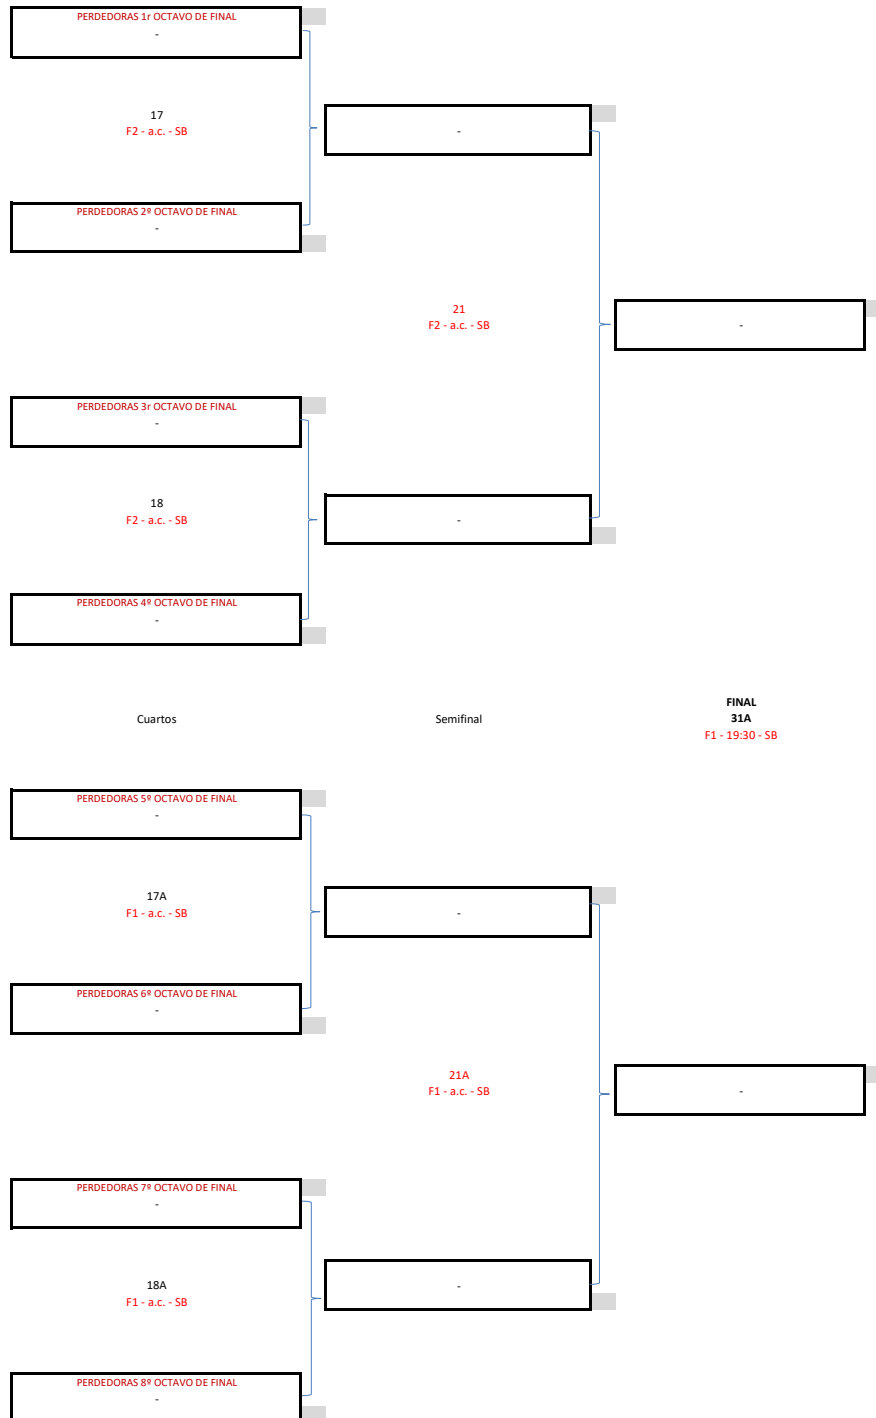 PERDEDORAS 1r OCTAVO DE FINAL
-
17
F2 - a.c. - SB
-
PERDEDORAS 2º OCTAVO DE FINAL
-
21
F2 - a.c. - SB
-
PERDEDORAS 3r OCTAVO DE FINAL
-
18
F2 - a.c. - SB
-
PERDEDORAS 4º OCTAVO DE FINAL
-
Cuartos
Semifinal
FINAL
31A
F1 - 19:30 - SB
PERDEDORAS 5º OCTAVO DE FINAL
-
17A
F1 - a.c. - SB
-
PERDEDORAS 6º OCTAVO DE FINAL
-
21A
F1 - a.c. - SB
-
PERDEDORAS 7º OCTAVO DE FINAL
-
18A
F1 - a.c. - SB
-
PERDEDORAS 8º OCTAVO DE FINAL
-